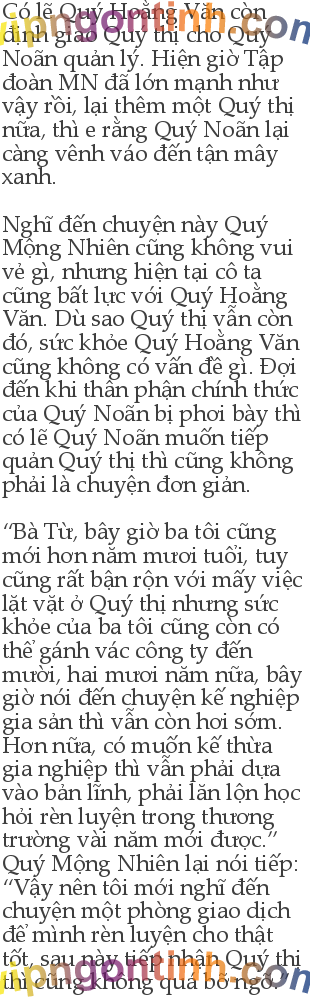 Có lẽ Quý Hoằng Văn còn
định giao Quý thị cho Quý
Noãn quản lý. Hiện giờ Tập
đoàn MN đã lớn mạnh như
vậy rồi, lại thêm một Quý thị
nữa, thì e rằng Quý Noãn lại
càng vênh váo đến tận mây
xanh.
Nghĩ đến chuyện này Quý
Mộng Nhiên cũng không vui
vẻ gì, nhưng hiện tại cô ta
cũng bất lực với Quý Hoằng
Văn. Dù sao Quý thị vẫn còn
đó, sức khỏe Quý Hoằng Văn
cũng không có vấn đề gì. Đợi
đến khi thân phận chính thức
của Quý Noãn bị phơi bày thì
có lẽ Quý Noãn muốn tiếp
quản Quý thị thì cũng không
phải là chuyện đơn giản.
“Bà Từ, bây giờ ba tôi cũng
mới hơn năm mươi tuổi, tuy
cũng rất bận rộn với mấy việc
lặt vặt ở Quý thị nhưng sức
khỏe của ba tôi cũng còn có
thể gánh vác công ty đến
mười, hai mươi năm nữa, bây
giờ nói đến chuyện kế nghiệp
gia sản thì vẫn còn hơi sớm.
Hơn nữa, có muốn kế thừa
gia nghiệp thì vẫn phải dựa
vào bản lĩnh, phải lăn lộn học
hỏi rèn luyện trong thương
trường vài năm mới được.”
Quý Mộng Nhiên lại nói tiếp:
“Vậy nên tôi mới nghĩ đến
chuyện một phòng giao dịch
để mình rèn luyện cho thật
tốt, sau này tiếp nhận Quý thị
thì cũng không quá bỡ ngỡ.”
vipngontinh.com
vipngontinh.com